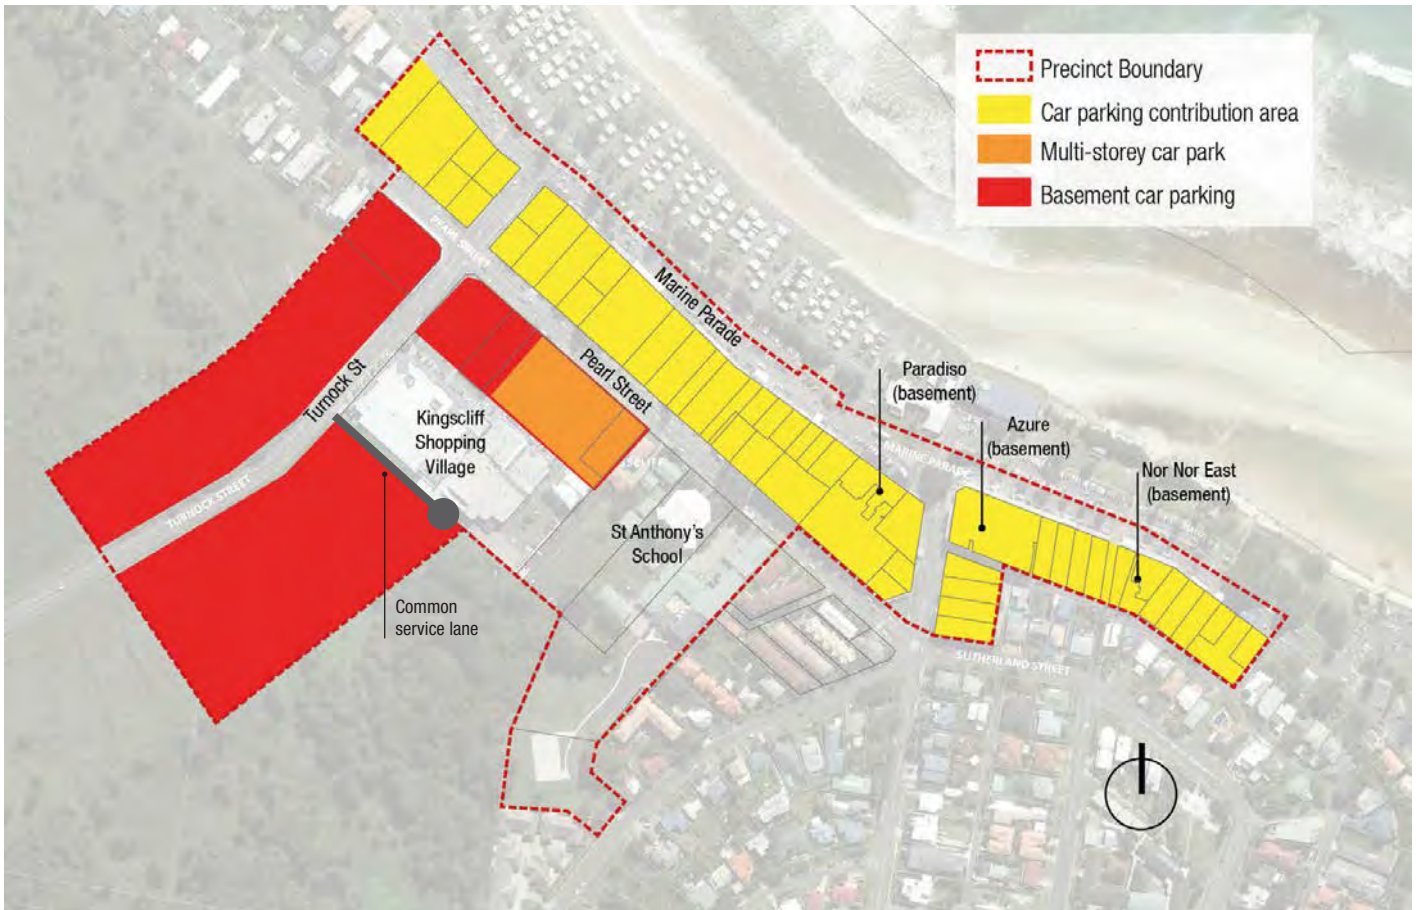 Precinct Boundary
Car parking contribution area
Multi-storey car park
Basement car parking
PEARL STREET
Marine Parade
Pearl Street
Turnock St
Kingscliff
Shopping
Village
Paradiso
(basement)
Azure
(basement)
MARINE PARADE
Nor Nor East
(basement)
TURNOCK STREET
St Anthony's
School
Common
service lane
SUTHERLAND STREET